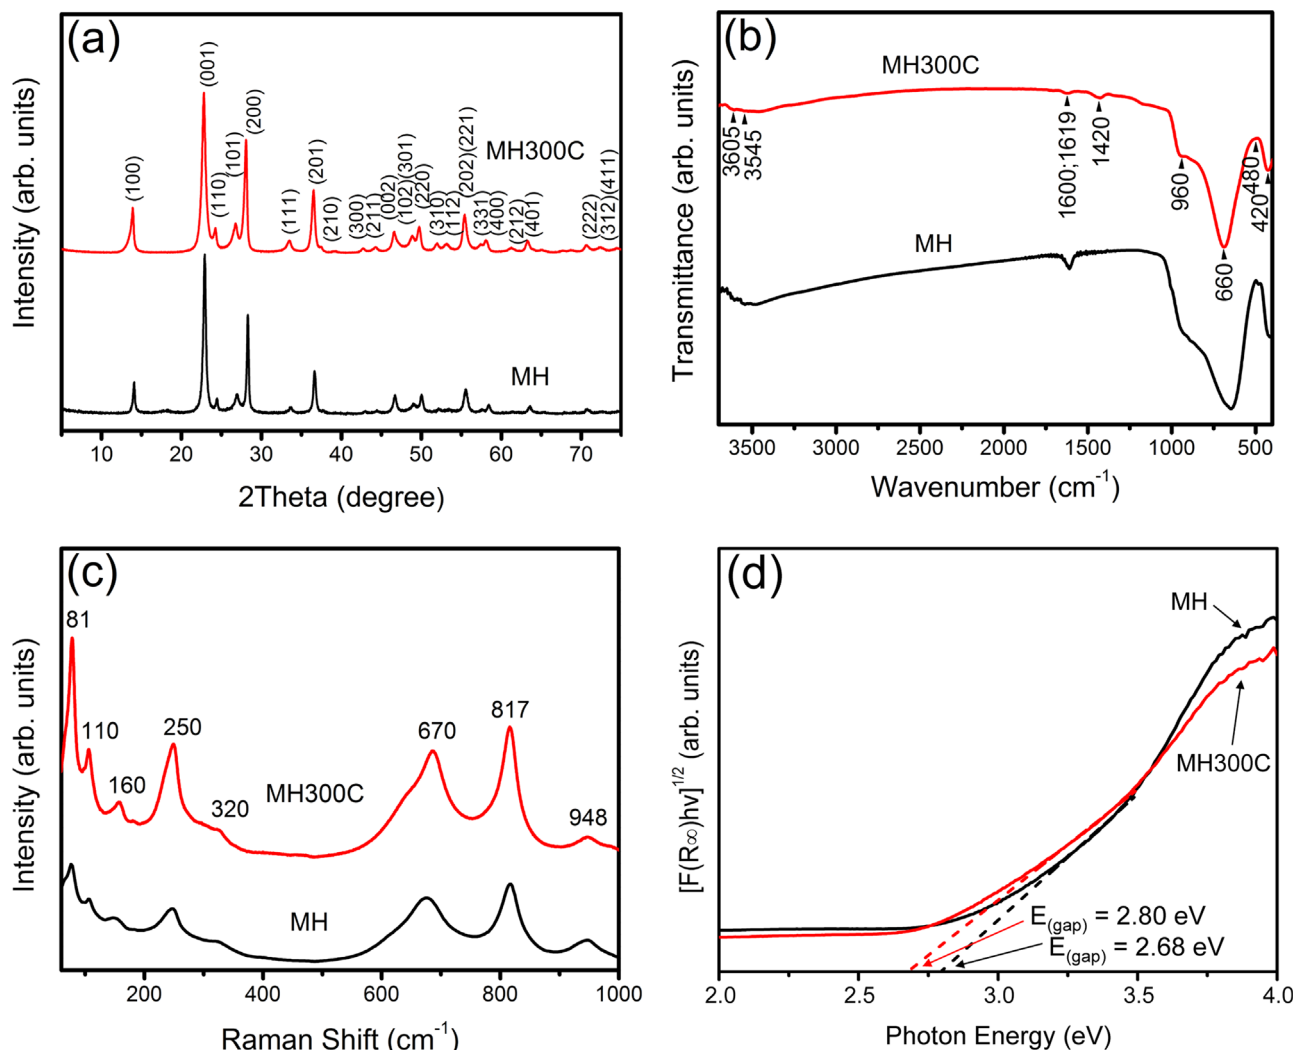 (a)
Intensity (arb. units)
(100)
(001)
(110)
(101)
(200)
(111)
(201)
(210)
(300)
(211)
(002)
(102)(301)
(220)
(310)
(112)
(202)(221)
(331)
(400)
(212)
(401)
(222)
(312)(411)
MH300C
MH
10 20 30 40 50 60 70
2Theta (degree)
(b)
Transmittance (arb. units)
MH300C
3605
3545
1600;1619
1420
960
660
480
420
MH
3500 3000 2500 2000 1500 1000 500
Wavenumber (cm-1)
(c)
Intensity (arb. units)
81
110
160
250
320
670
817
948
MH300C
MH
200 400 600 800 1000
Raman Shift (cm-1)
(d)
[F(R∞)hν]1/2 (arb. units)
MH
MH300C
E(gap) = 2.80 eV
E(gap) = 2.68 eV
2.0 2.5 3.0 3.5 4.0
Photon Energy (eV)